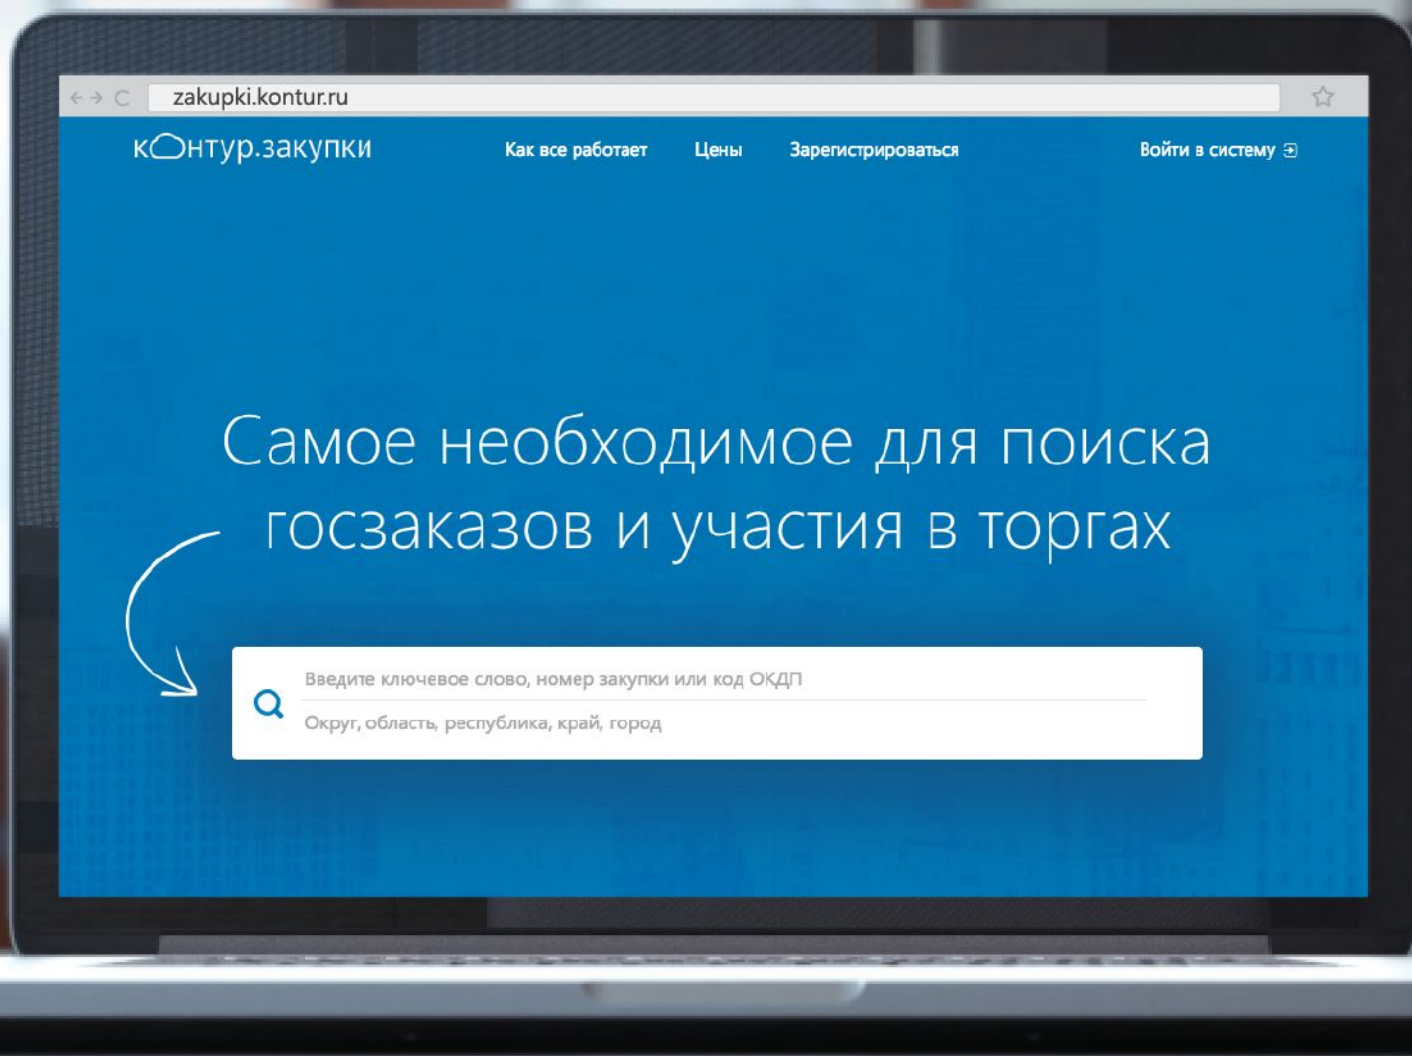 zakupki.kontur.ru
контур.закупки
Как все работает
Цены
Зарегистрироваться
Войти в систему
Самое необходимое для поиска
госзаказов и участия в торгах
Введите ключевое слово, номер закупки или код ОКДП
Округ, область, республика, край, город